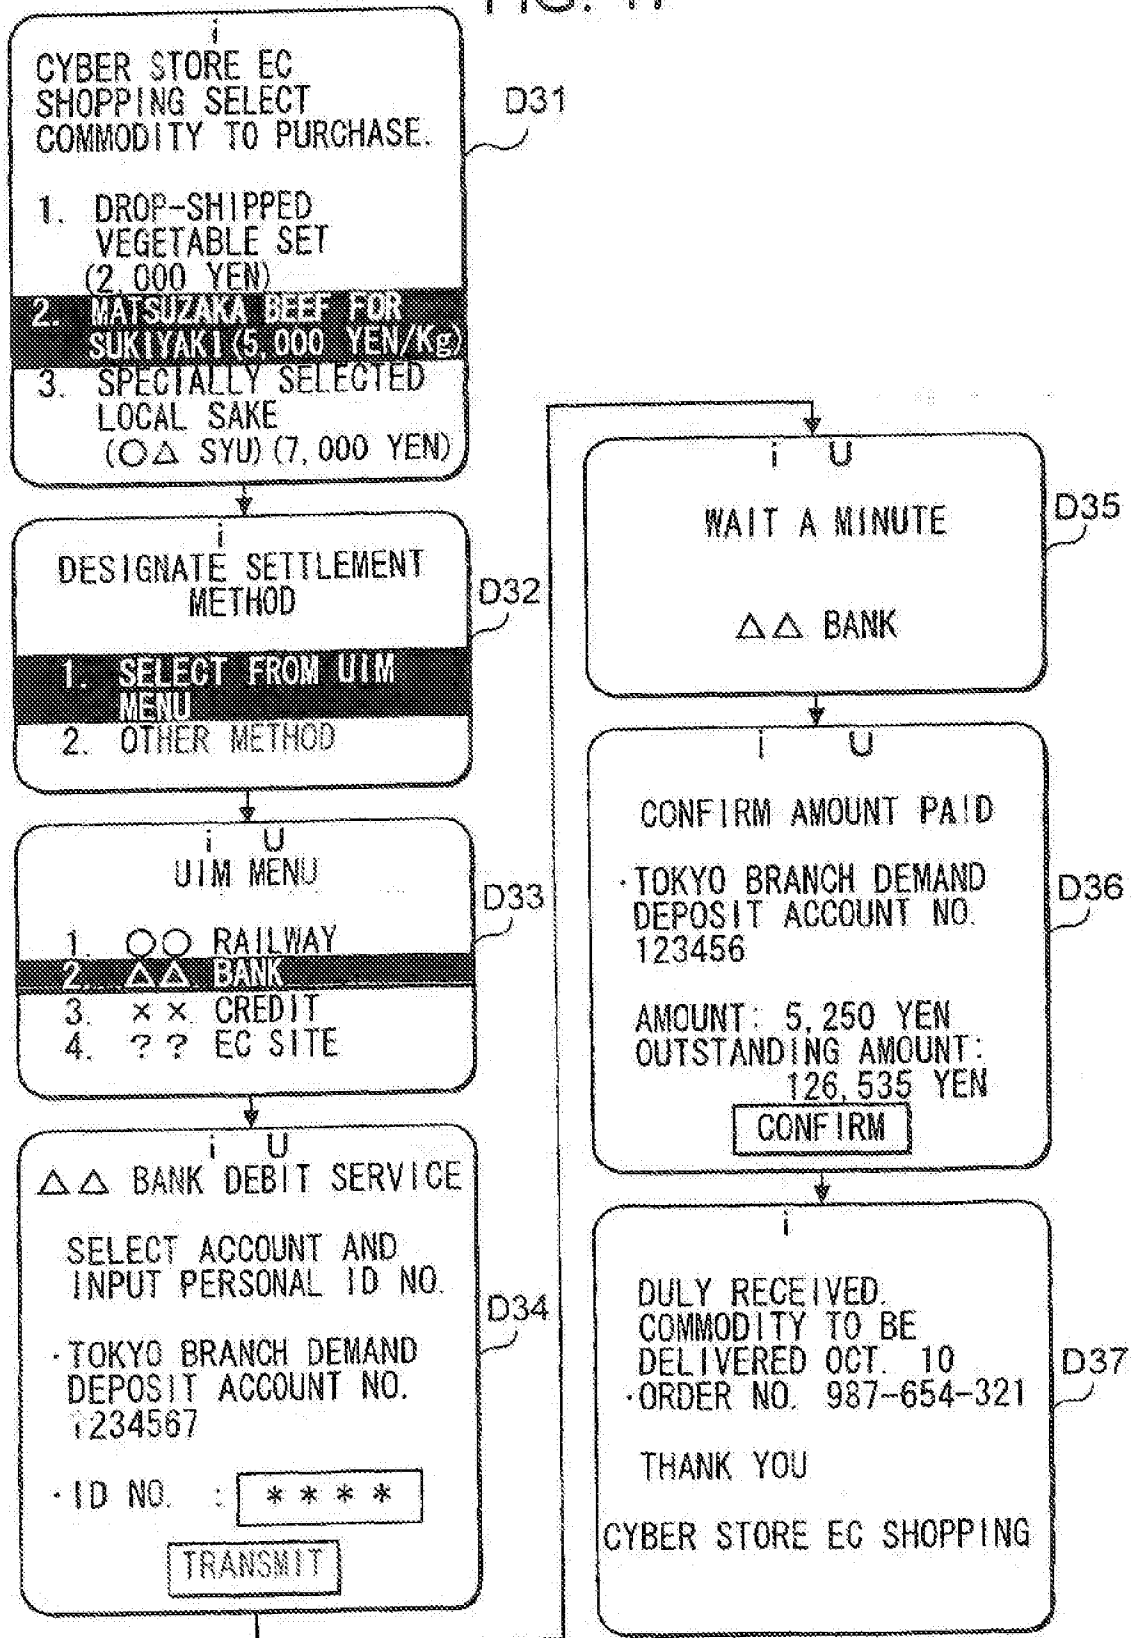 FIG. 17
i
CYBER STORE EC
SHOPPING SELECT
COMMODITY TO PURCHASE.
1. DROP-SHIPPED
VEGETABLE SET
(2,000 YEN)
2. MATSUZAKA BEEF FOR
SUKIYAKI(5,000 YEN/Kg)
3. SPECIALLY SELECTED
LOCAL SAKE
(○△ SYU)(7,000 YEN)
D31
i
DESIGNATE SETTLEMENT
METHOD
1. SELECT FROM UIM
MENU
2. OTHER METHOD
D32
i U
UIM MENU
1. ○○ RAILWAY
2. △△ BANK
3. ×× CREDIT
4. ?? EC SITE
D33
i U
△△ BANK DEBIT SERVICE
SELECT ACCOUNT AND
INPUT PERSONAL ID NO.
·TOKYO BRANCH DEMAND
DEPOSIT ACCOUNT NO.
1234567
·ID NO. : ****
TRANSMIT
D34
i U
WAIT A MINUTE
△△ BANK
D35
i U
CONFIRM AMOUNT PAID
·TOKYO BRANCH DEMAND
DEPOSIT ACCOUNT NO.
123456
AMOUNT: 5,250 YEN
OUTSTANDING AMOUNT:
126,535 YEN
CONFIRM
D36
i
DULY RECEIVED.
COMMODITY TO BE
DELIVERED OCT. 10
·ORDER NO. 987-654-321
THANK YOU
CYBER STORE EC SHOPPING
D37